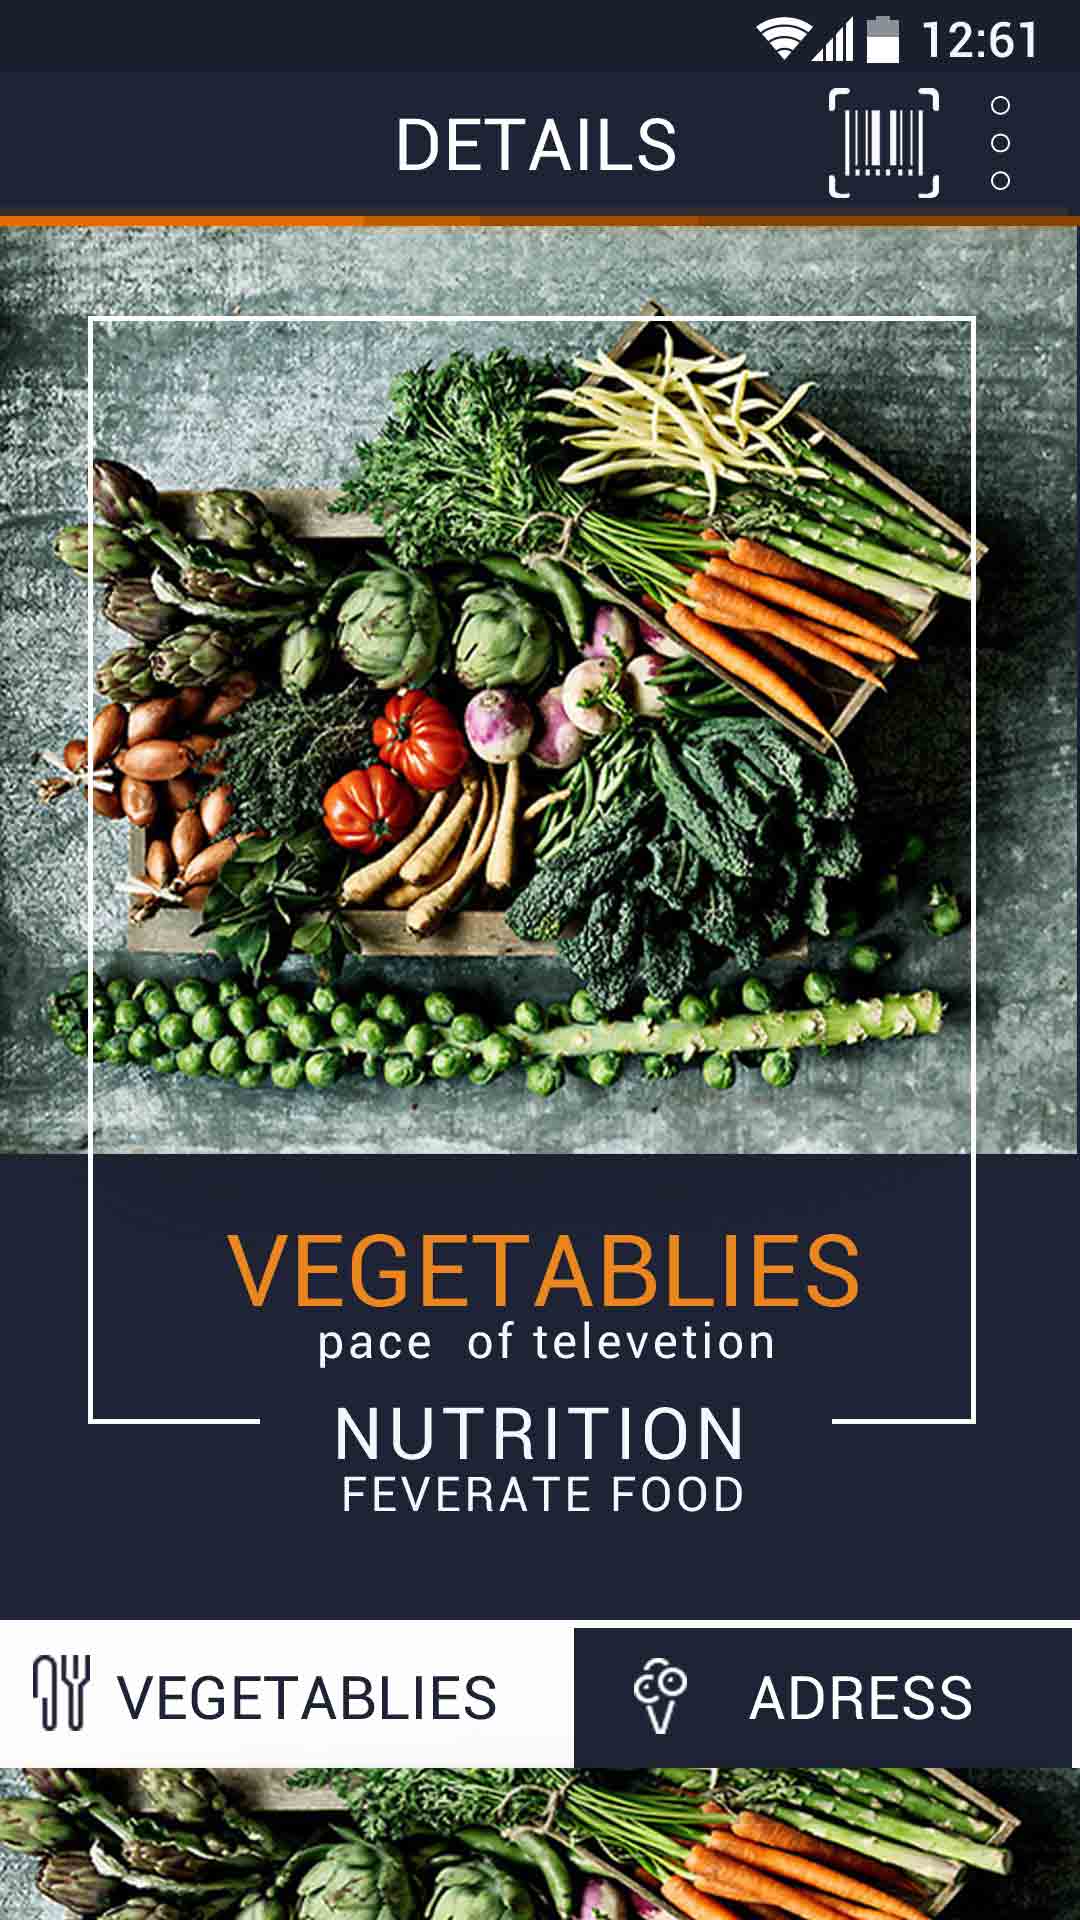 12:61
DETAILS
VEGETABLIES
pace of televetion
NUTRITION
FEVERATE FOOD
VEGETABLIES
ADRESS